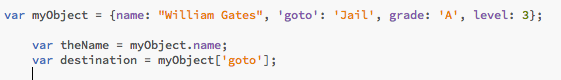 var myObject = {name: "William Gates", 'goto': 'Jail', grade: 'A', level: 3};
var theName = myObject.name;
var destination = myObject['goto'];